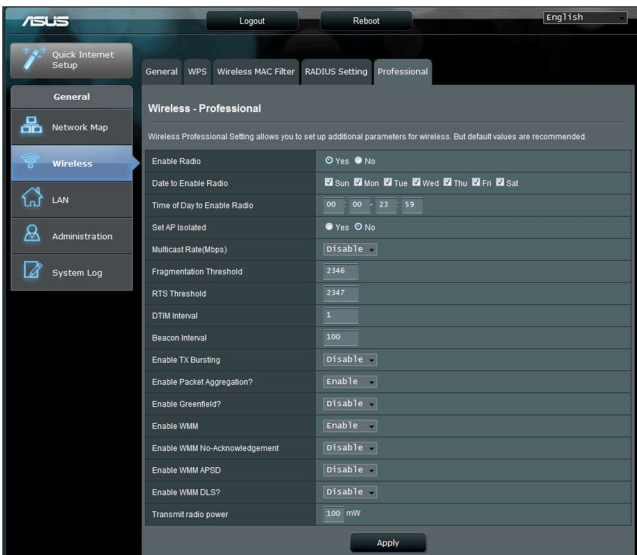 ASUS
Logout
Reboot
English
Quick Internet Setup
General
Network Map
Wireless
LAN
Administration
System Log
General WPS Wireless MAC Filter RADIUS Setting Professional
Wireless - Professional
Wireless Professional Setting allows you to set up additional parameters for wireless. But default values are recommended.
Enable Radio Yes No
Date to Enable Radio Sun Mon Tue Wed Thu Fri Sat
Time of Day to Enable Radio 00 : 00 - 23 : 59
Set AP Isolated Yes No
Multicast Rate(Mbps) Disable
Fragmentation Threshold 2346
RTS Threshold 2347
DTIM Interval 1
Beacon Interval 100
Enable TX Bursting Disable
Enable Packet Aggregation? Enable
Enable Greenfield? Disable
Enable WMM Enable
Enable WMM No-Acknowledgement Disable
Enable WMM APSD Disable
Enable WMM DLS? Disable
Transmit radio power 100 mW
Apply